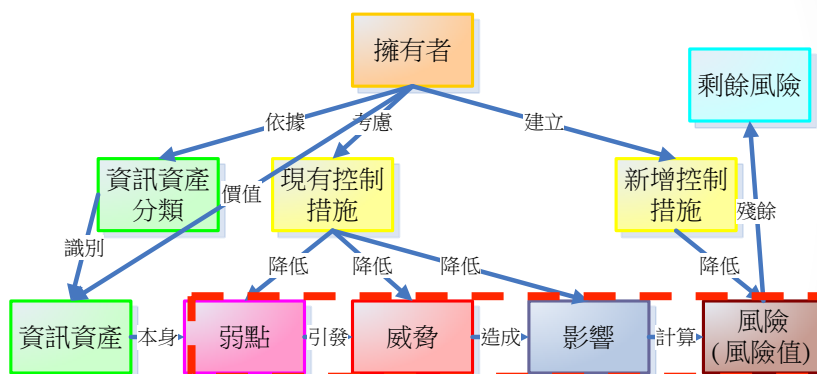 擁有者
剩餘風險
依據
考慮
建立
資訊資產
分類
價值
現有控制
措施
新增控制
措施
殘餘
識別
降低
降低
降低
降低
資訊資產
本身
弱點
引發
威脅
造成
影響
計算
風險
(風險值)